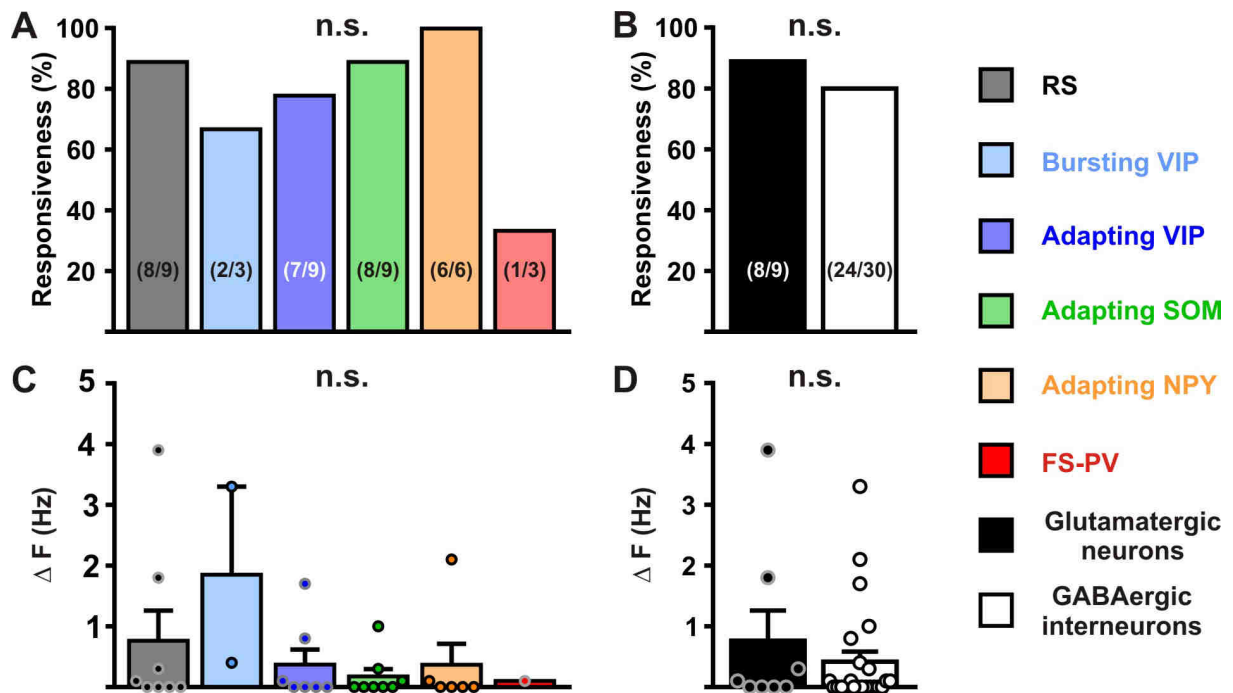 A
n.s.
Responsiveness (%)
100
80
60
40
20
(8/9)
(2/3)
(7/9)
(8/9)
(6/6)
(1/3)
B
n.s.
Responsiveness (%)
100
80
60
40
20
(8/9)
(24/30)
C
n.s.
Δ F (Hz)
5
4
3
2
1
D
n.s.
Δ F (Hz)
5
4
3
2
1
RS
Bursting VIP
Adapting VIP
Adapting SOM
Adapting NPY
FS-PV
Glutamatergic
neurons
GABAergic
interneurons